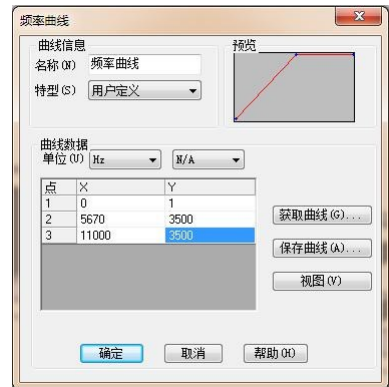 频率曲线
曲线信息
预览
名称(N) 频率曲线
特型(S) 用户定义
曲线数据
单位(U) Hz N/A
点 X Y
1 0 1
2 5670 3500
3 11000 3500
获取曲线(G)...
保存曲线(A)...
视图(V)
确定 取消 帮助(H)